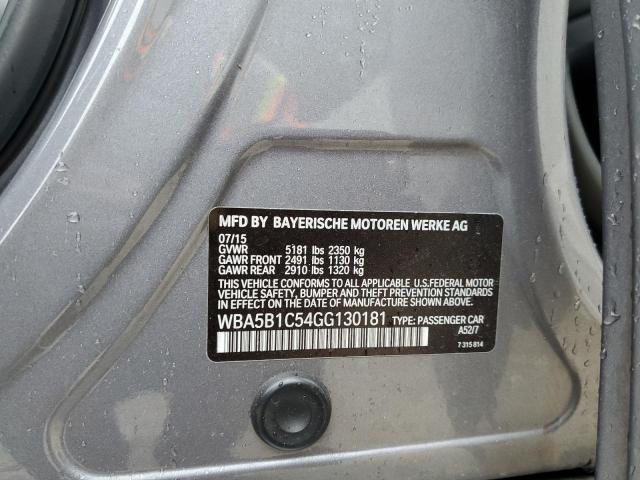 MFD BY BAYERISCHE MOTOREN WERKE AG
07/15
GVWR 5181 lbs 2350 kg
GAWR FRONT 2491 lbs 1130 kg
GAWR REAR 2910 lbs 1320 kg
THIS VEHICLE CONFORMS TO ALL APPLICABLE U.S.FEDERAL MOTOR
VEHICLE SAFETY, BUMPER AND THEFT PREVENTION STANDARDS
IN EFFECT ON THE DATE OF MANUFACTURE SHOWN ABOVE.
WBA5B1C54GG130181 TYPE: PASSENGER CAR
A52/7
7 315 814